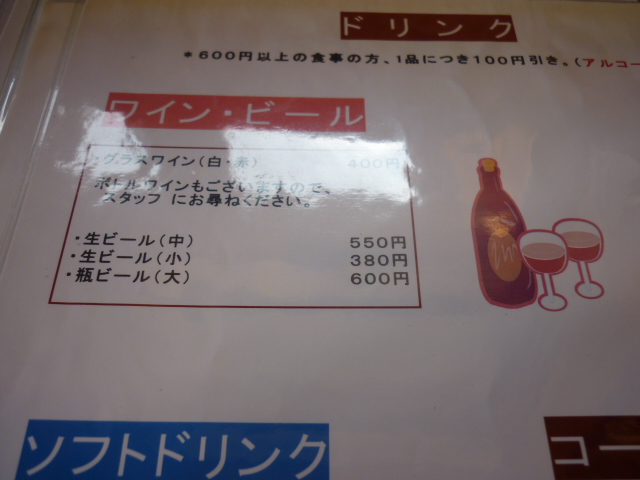 ドリンク
*600円以上の食事の方、1品につき100円引き。(アルコー
ワイン・ビール
・グラスワイン(白・赤) 400円
ボトルワインもございますので、
スタッフ にお尋ねください。
・生ビール(中) 550円
・生ビール(小) 380円
・瓶ビール(大) 600円
ソフトドリンク
コー